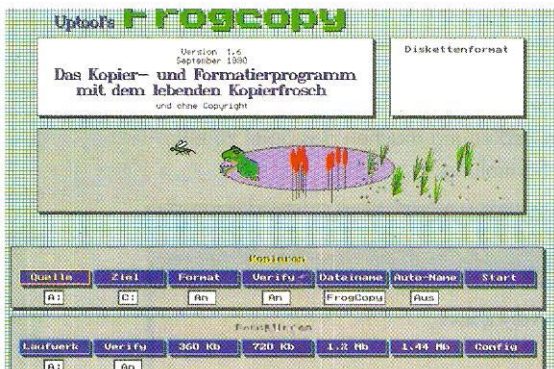 Uptool's Frogcopy
Version 1.6
September 1990
Das Kopier- und Formatierprogramm
mit dem lebenden Kopierfrosch
und ohne Copyright
Diskettenformat
Kopieren
Quelle Ziel Format Verify Dateiname Auto-Name Start
A: C: An An FrogCopy Aus
Formatieren
Laufwerk Verify 360 Kb 720 Kb 1.2 Mb 1.44 Mb Config
A: An